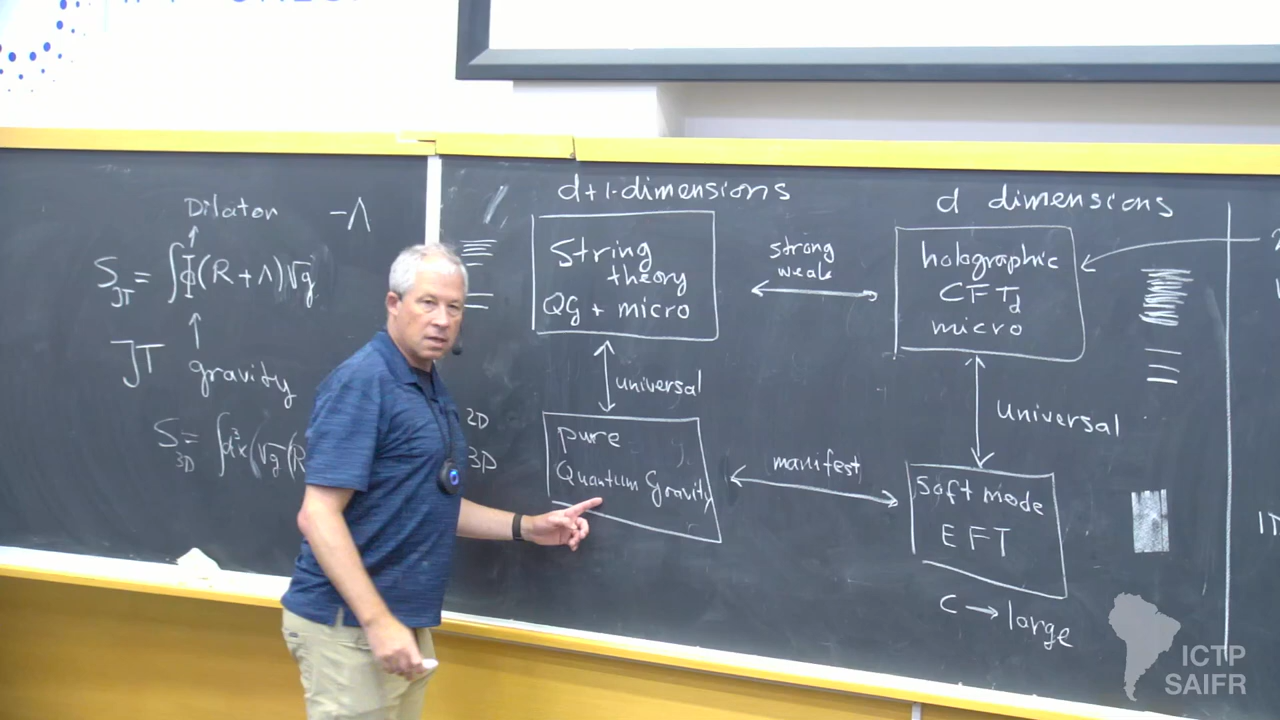 Dilaton -Λ
S_JT = ∫Φ(R + Λ)√g
JT gravity
S_3D = ∫d³x(√g(R
2D
3D
d+1-dimensions
String
theory
QG + micro
universal
pure
Quantum Gravity
strong
weak
manifest
d dimensions
holographic
CFT_d
micro
universal
Soft mode
EFT
C → large
ICTP
SAIFR